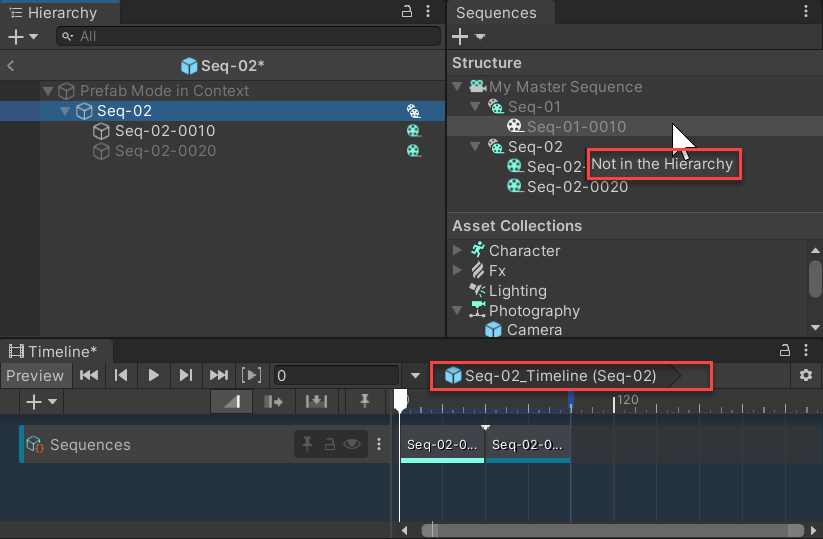 Hierarchy
All
Seq-02*
Prefab Mode in Context
Seq-02
Seq-02-0010
Seq-02-0020
Sequences
Structure
My Master Sequence
Seq-01
Seq-01-0010
Seq-02
Seq-02-
Not in the Hierarchy
Seq-02-0020
Asset Collections
Character
Fx
Lighting
Photography
Camera
Timeline*
Preview
0
Seq-02_Timeline (Seq-02)
120
Sequences
Seq-02-0...
Seq-02-0...